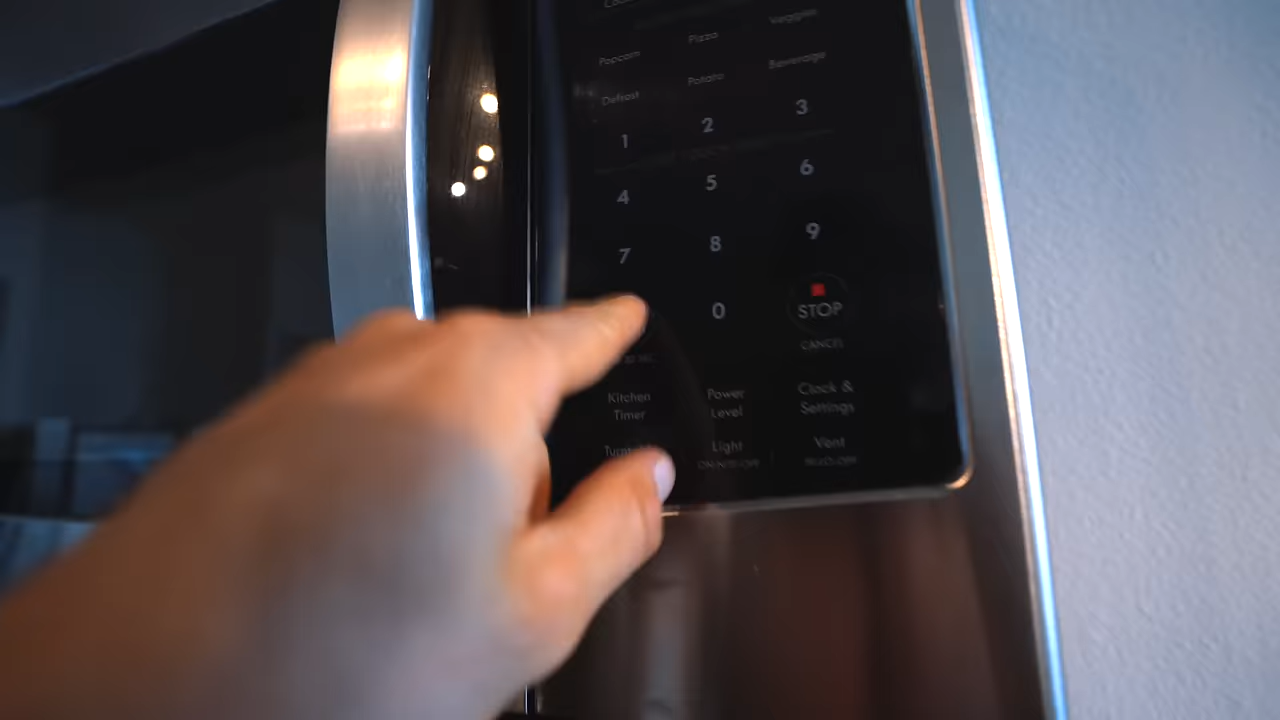 Veggies
Popcorn Pizza
Defrost Potato Beverage
1 2 3
4 5 6
7 8 9
0 STOP
CANCEL
Kitchen Timer Power Level Clock & Settings
Light Vent